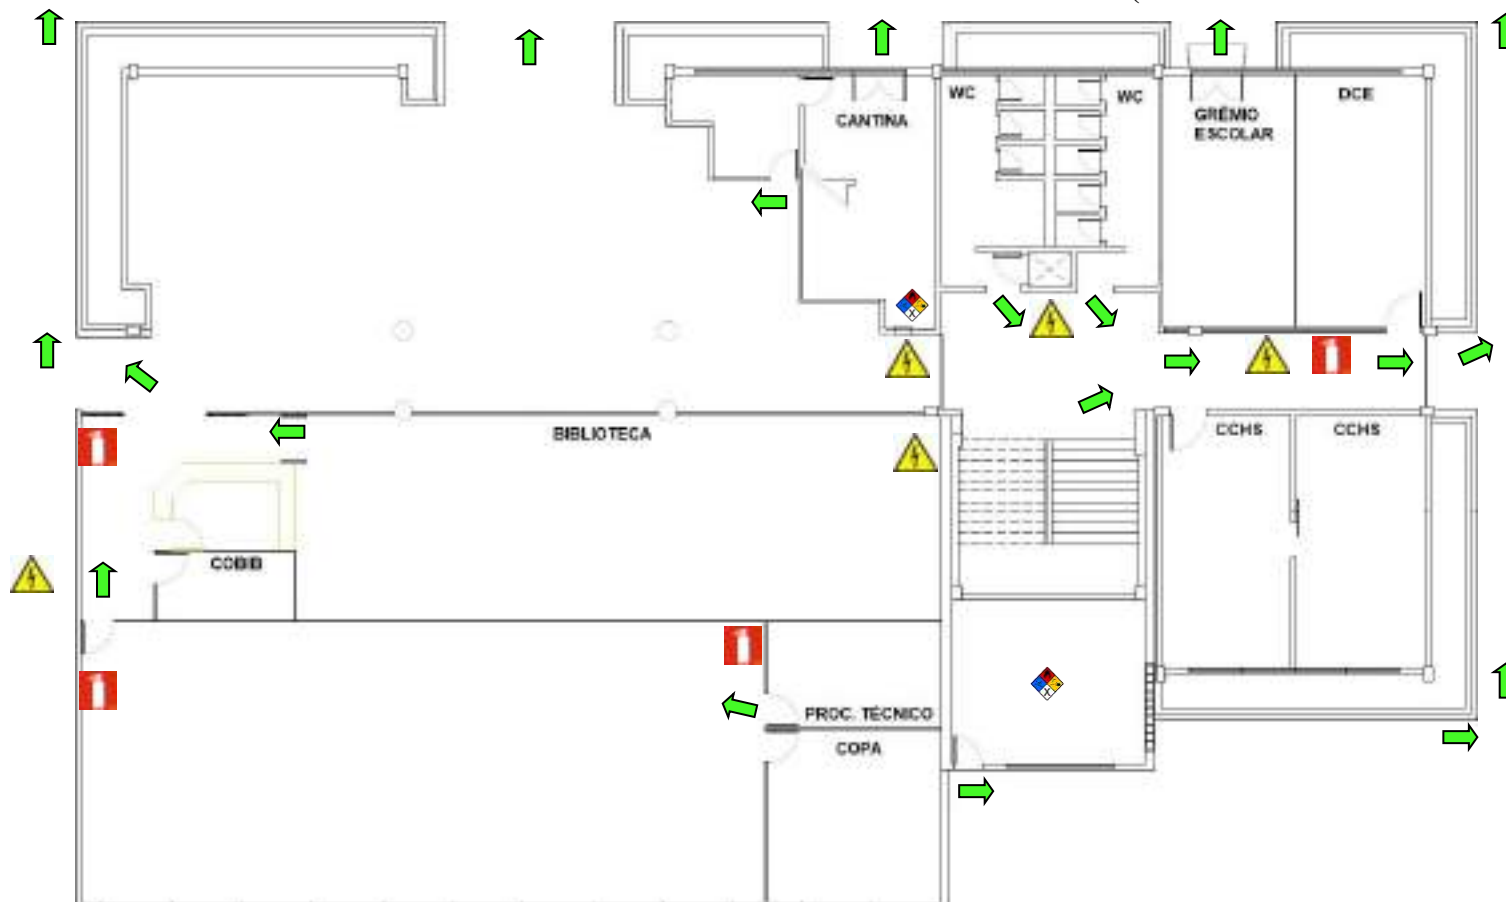 WC
WC
DCE
CANTINA
GRÊMIO
ESCOLAR
BIBLIOTECA
CCHS
CCHS
COBIB
PROC. TÉCNICO
COPA